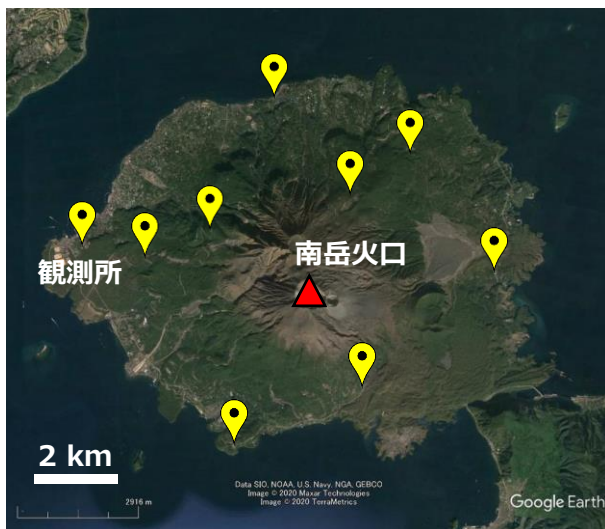 南岳火口
観測所
2 km
2916 m
Data SIO, NOAA, U.S. Navy, NGA, GEBCO
Image © 2020 Maxar Technologies
Image © 2020 TerraMetrics
Google Earth